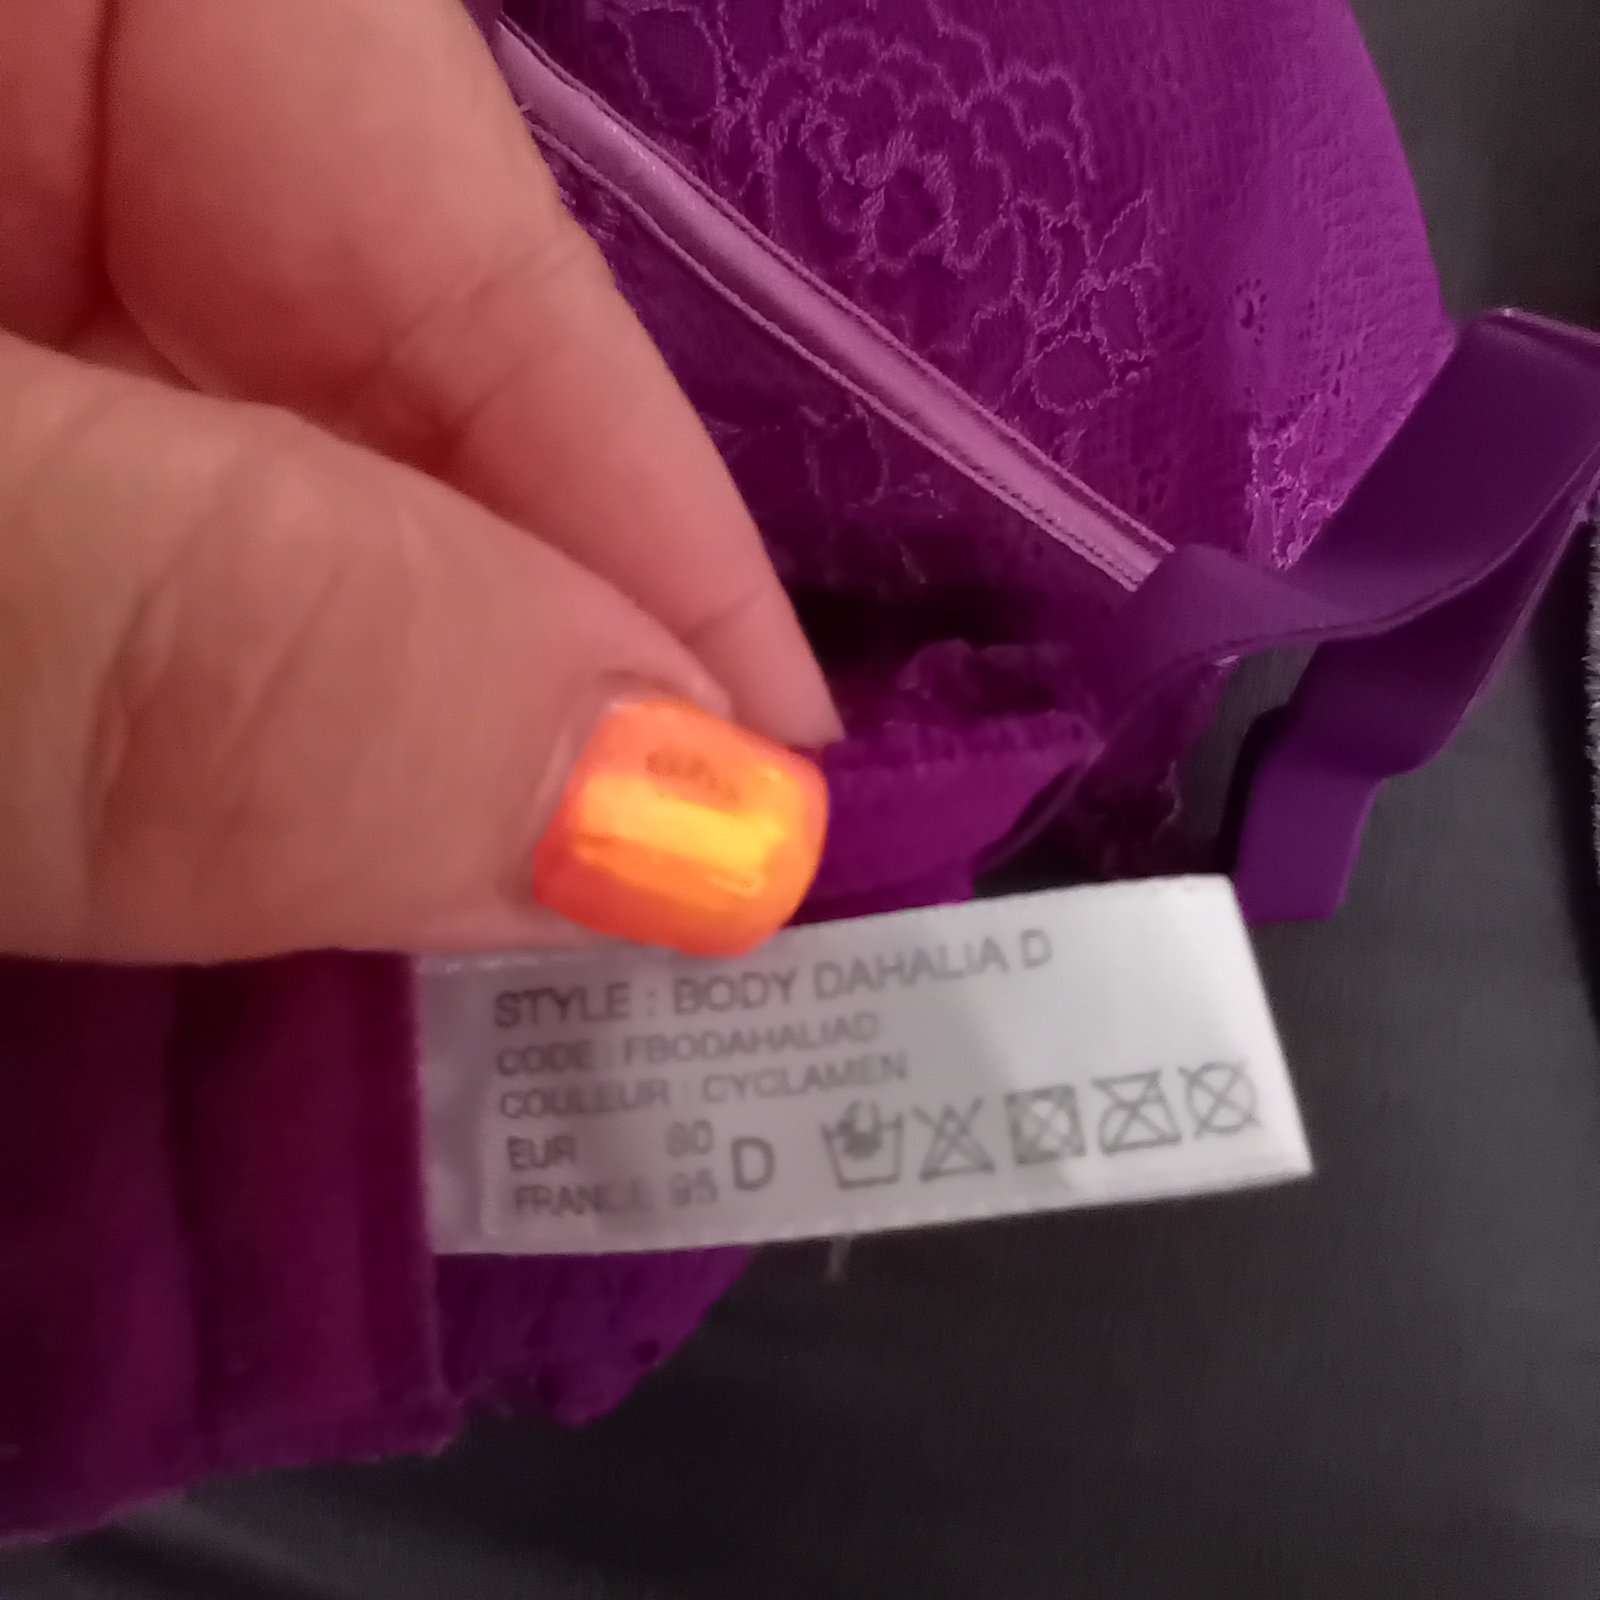 STYLE : BODY DAHALIA D
CODE : FBODAHALIAD
COULEUR : CYCLAMEN
EUR 80 D
FRANCE 95